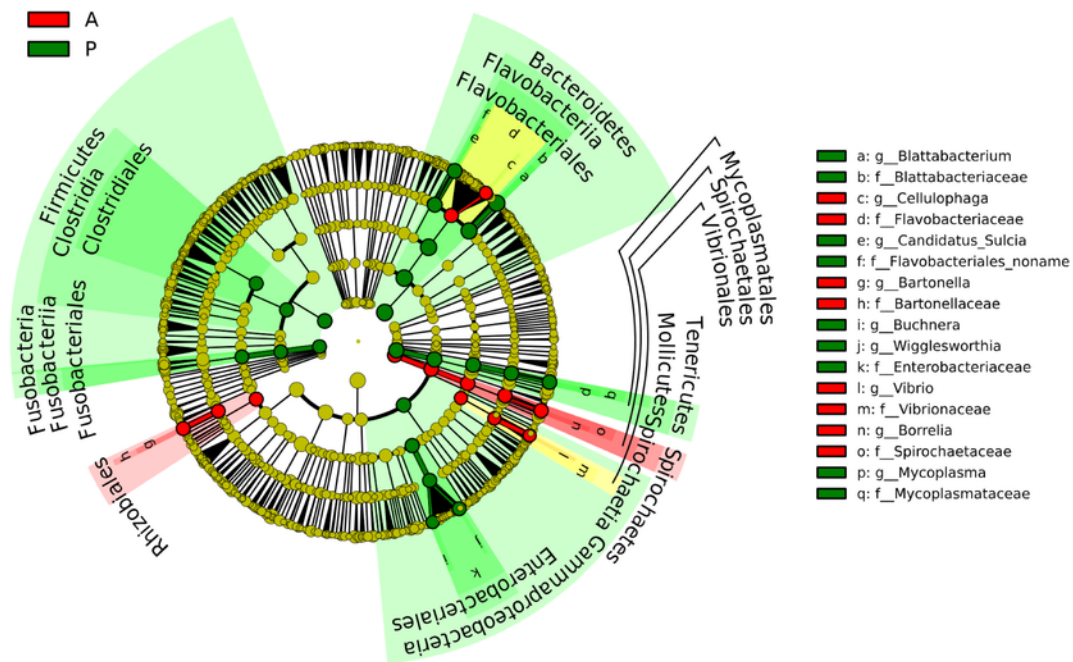 A
P
Bacteroidetes
Flavobacteriia
Flavobacteriales
f
d
b
e
c
a
Firmicutes
Clostridia
Clostridiales
Mycoplasmatales
Spirochaetales
Vibrionales
Fusobacteria
Fusobacteriia
Fusobacteriales
Tenericutes
Mollicutes
q
p
Spirochaetes
Spirochaetia
o
n
m
l
Gammaproteobacteria
Enterobacteriales
j
k
i
Rhizobiales
g
h
a: g__Blattabacterium
b: f__Blattabacteriaceae
c: g__Cellulophaga
d: f__Flavobacteriaceae
e: g__Candidatus_Sulcia
f: f__Flavobacteriales_noname
g: g__Bartonella
h: f__Bartonellaceae
i: g__Buchnera
j: g__Wigglesworthia
k: f__Enterobacteriaceae
l: g__Vibrio
m: f__Vibrionaceae
n: g__Borrelia
o: f__Spirochaetaceae
p: g__Mycoplasma
q: f__Mycoplasmataceae